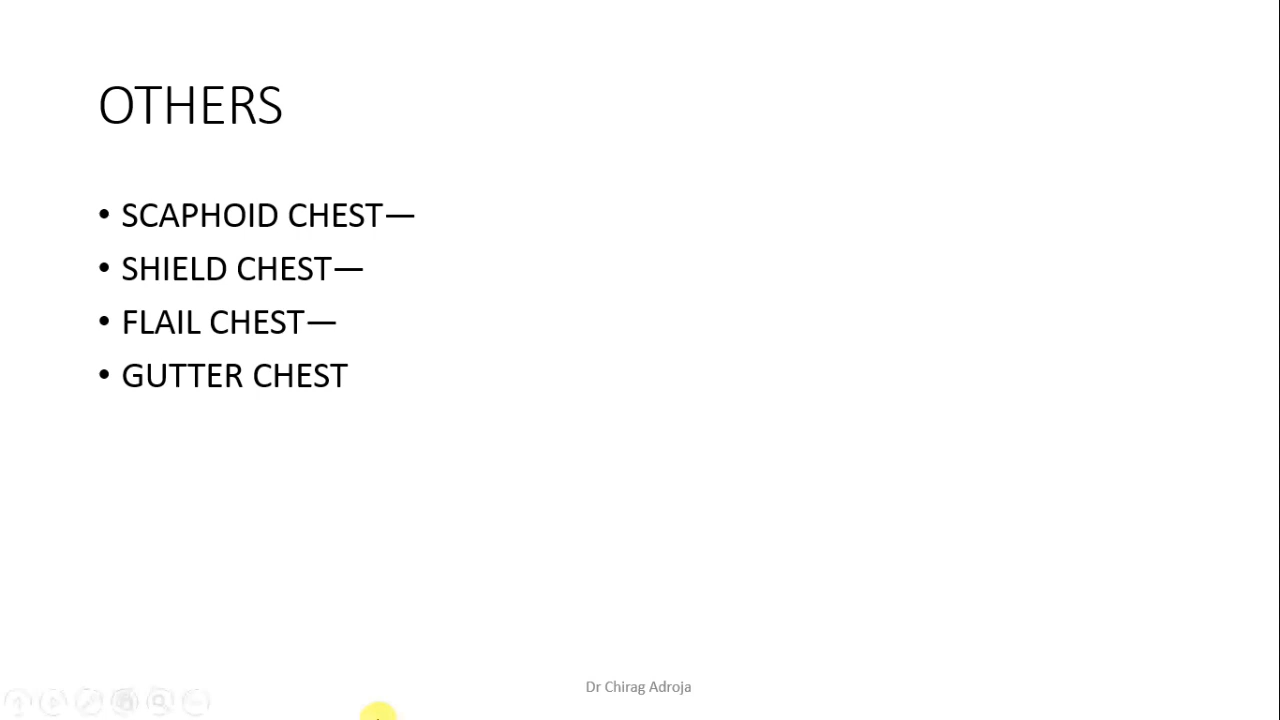 OTHERS
• SCAPHOID CHEST—
• SHIELD CHEST—
• FLAIL CHEST—
• GUTTER CHEST
Dr Chirag Adroja